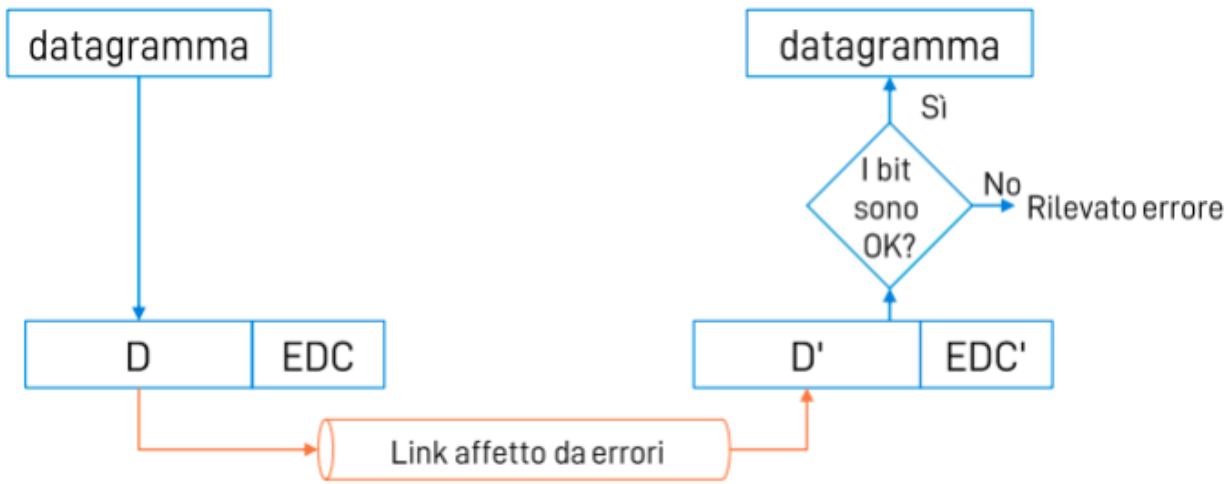 datagramma
datagramma
Sì
I bit
sono
OK?
No
Rilevato errore
D
EDC
D'
EDC'
Link affetto da errori